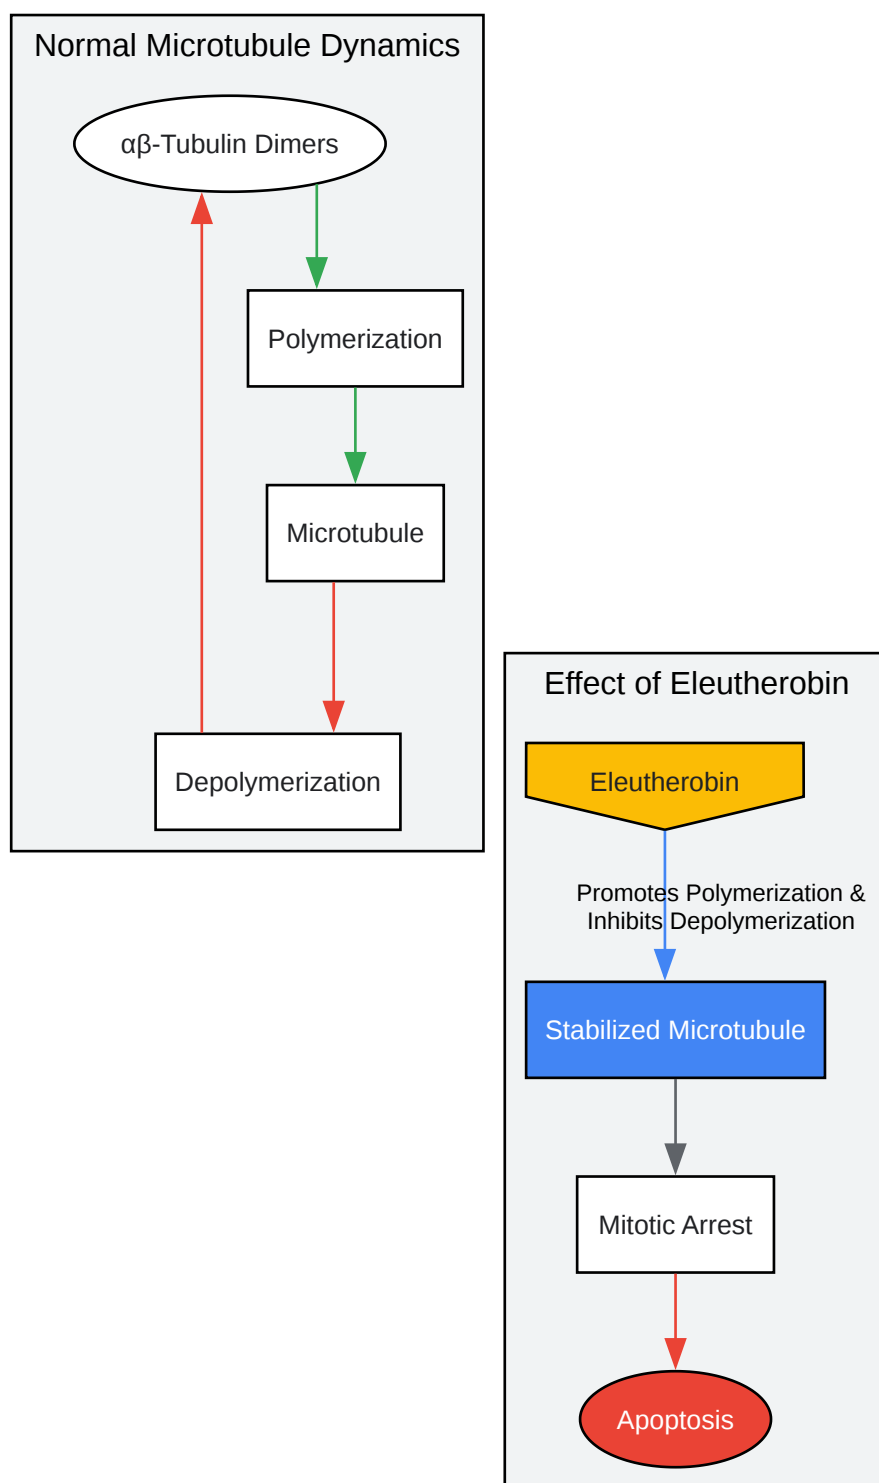 Normal Microtubule Dynamics
αβ-Tubulin Dimers
Polymerization
Microtubule
Depolymerization
Effect of Eleutherobin
Eleutherobin
Promotes Polymerization &
Inhibits Depolymerization
Stabilized Microtubule
Mitotic Arrest
Apoptosis